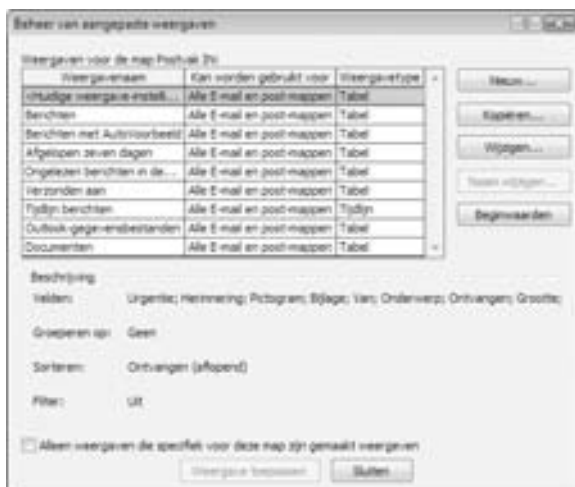 Beheer van aangepaste weergaven
Weergaven voor de map Postvak IN:
Weergavenaam Kan worden gebruikt voor Weergavetype
<Huidige weergave-instelli... Alle E-mail en post-mappen Tabel
Berichten Alle E-mail en post-mappen Tabel
Berichten met AutoVoorbeeld Alle E-mail en post-mappen Tabel
Afgelopen zeven dagen Alle E-mail en post-mappen Tabel
Ongelezen berichten in de... Alle E-mail en post-mappen Tabel
Verzonden aan Alle E-mail en post-mappen Tabel
Tijdlijn berichten Alle E-mail en post-mappen Tijdlijn
Outlook-gegevensbestanden Alle E-mail en post-mappen Tabel
Documenten Alle E-mail en post-mappen Tabel
Nieuw...
Kopiëren...
Wijzigen...
Naam wijzigen...
Beginwaarden
Beschrijving
Velden: Urgentie; Herinnering; Pictogram; Bijlage; Van; Onderwerp; Ontvangen; Grootte;
Groeperen op: Geen
Sorteren: Ontvangen (aflopend)
Filter: Uit
Alleen weergaven die specifiek voor deze map zijn gemaakt weergeven
Weergave toepassen Sluiten